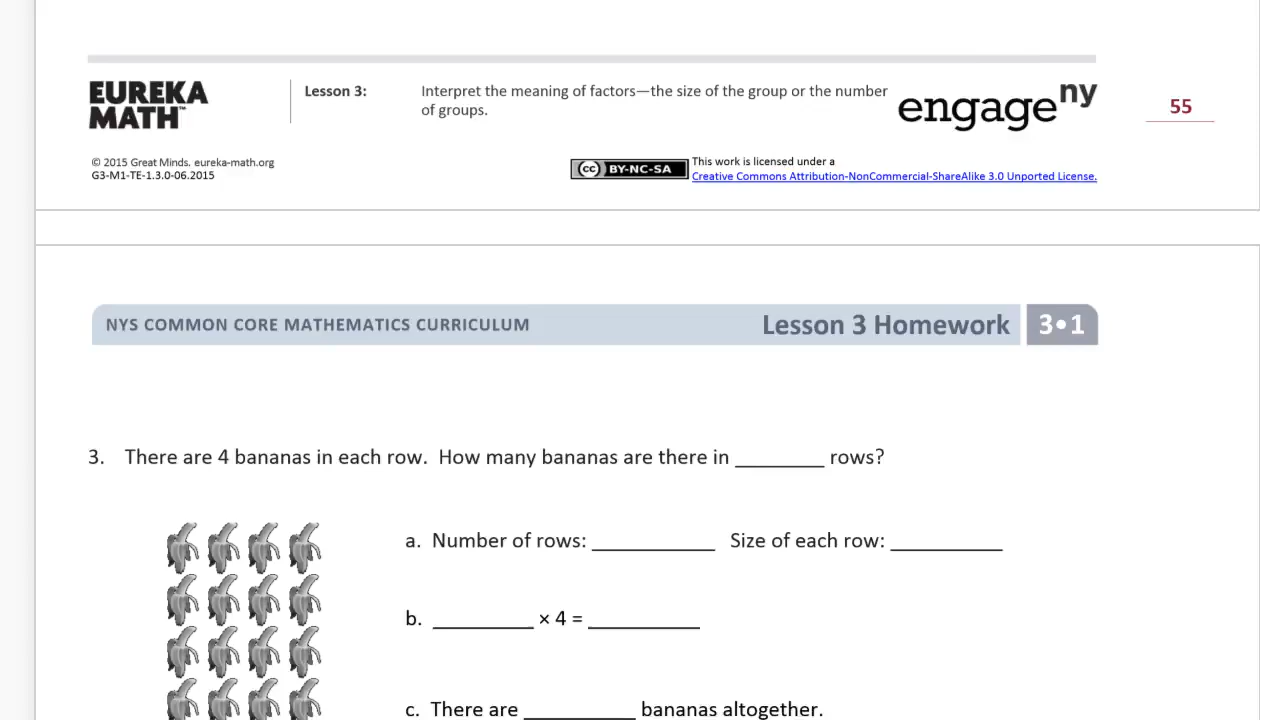 EUREKA
MATH™
Lesson 3:
Interpret the meaning of factors—the size of the group or the number
of groups.
engageny
55
© 2015 Great Minds. eureka-math.org
G3-M1-TE-1.3.0-06.2015
cc BY-NC-SA
This work is licensed under a
Creative Commons Attribution-NonCommercial-ShareAlike 3.0 Unported License.
NYS COMMON CORE MATHEMATICS CURRICULUM
Lesson 3 Homework
3•1
3. There are 4 bananas in each row. How many bananas are there in ________ rows?
a. Number of rows: ___________ Size of each row: __________
b. _________ × 4 = __________
c. There are __________ bananas altogether.